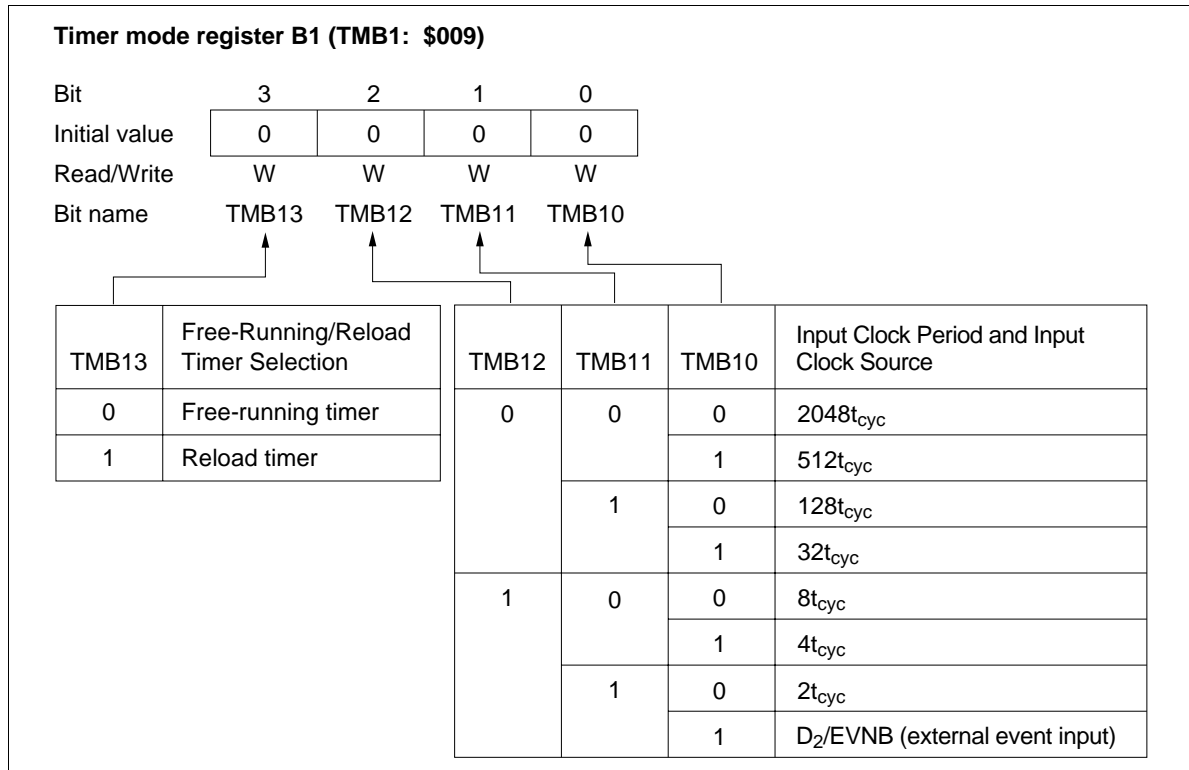 Timer mode register B1 (TMB1: $009)
Bit 3 2 1 0
Initial value 0 0 0 0
Read/Write W W W W
Bit name TMB13 TMB12 TMB11 TMB10
TMB13 Free-Running/Reload
Timer Selection
0 Free-running timer
1 Reload timer
TMB12 TMB11 TMB10 Input Clock Period and Input
Clock Source
0 0 0 2048tcyc
1 512tcyc
1 0 128tcyc
1 32tcyc
1 0 0 8tcyc
1 4tcyc
1 0 2tcyc
1 D2/EVNB (external event input)